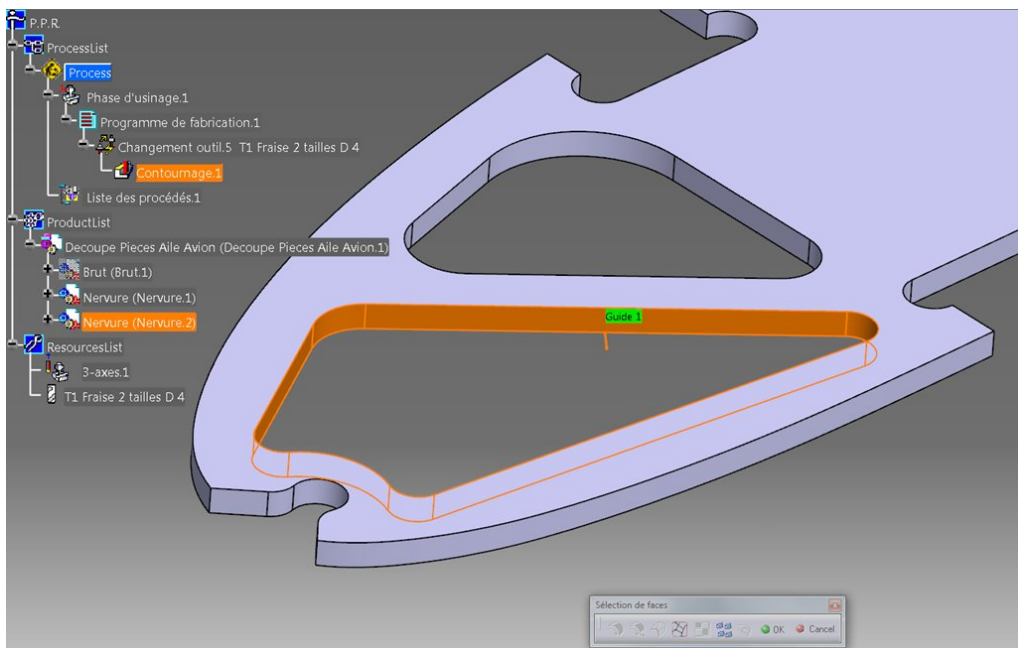 P.P.R.
ProcessList
Process
Phase d'usinage.1
Programme de fabrication.1
Changement outil.5 T1 Fraise 2 tailles D 4
Contournage.1
Liste des procédés.1
ProductList
Decoupe Pieces Aile Avion (Decoupe Pieces Aile Avion.1)
Brut (Brut.1)
Nervure (Nervure.1)
Nervure (Nervure.2)
ResourcesList
3-axes.1
T1 Fraise 2 tailles D 4
Guide 1
Sélection de faces
OK Cancel